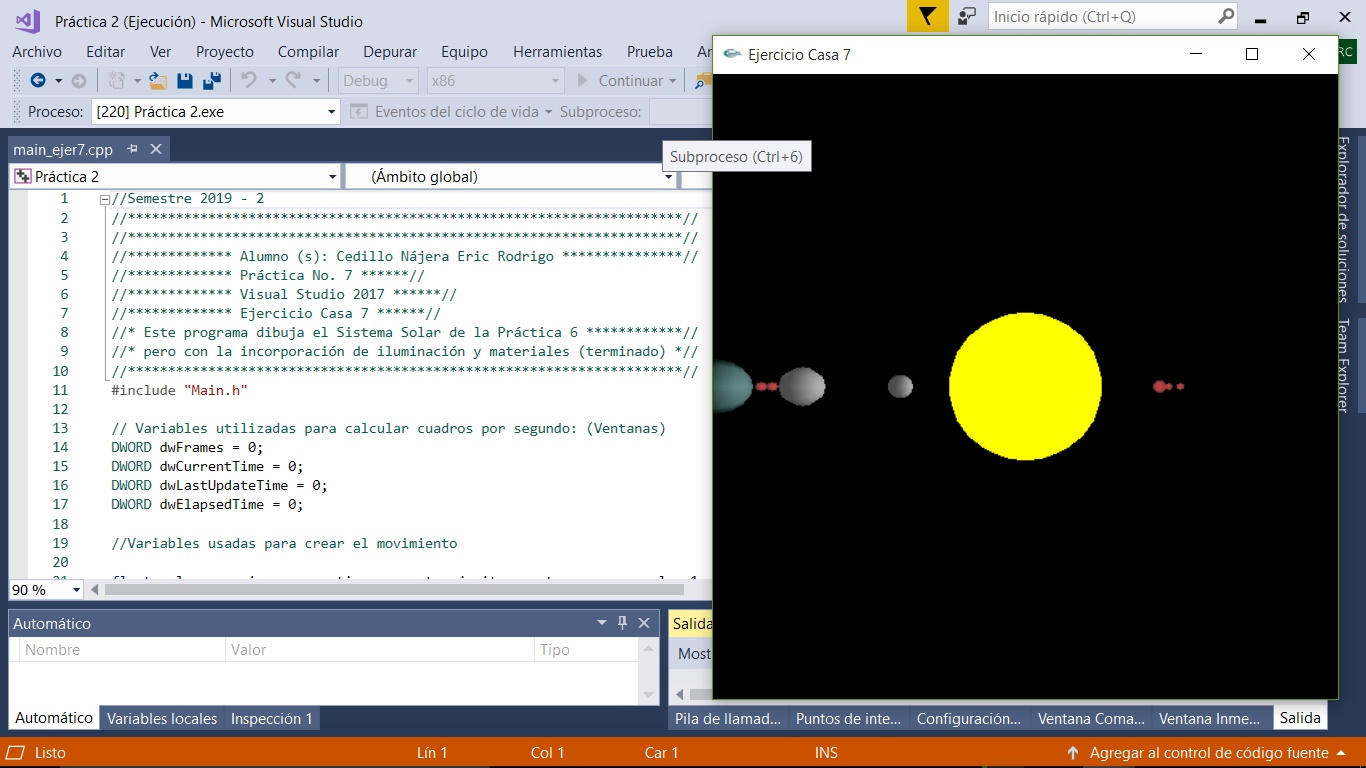 Práctica 2 (Ejecución) - Microsoft Visual Studio
Inicio rápido (Ctrl+Q)
Archivo Editar Ver Proyecto Compilar Depurar Equipo Herramientas Prueba
RC
Debug x86 Continuar
Proceso: [220] Práctica 2.exe Eventos del ciclo de vida Subproceso:
Ejercicio Casa 7
Subproceso (Ctrl+6)
main_ejer7.cpp
Práctica 2 (Ámbito global)
1 //Semestre 2019 - 2
2 //*********************************************************************//
3 //*********************************************************************//
4 //************* Alumno (s): Cedillo Nájera Eric Rodrigo ***************//
5 //************* Práctica No. 7 ******//
6 //************* Visual Studio 2017 ******//
7 //************* Ejercicio Casa 7 ******//
8 //* Este programa dibuja el Sistema Solar de la Práctica 6 ************//
9 //* pero con la incorporación de iluminación y materiales (terminado) *//
10 //*********************************************************************//
11 #include "Main.h"
12
13 // Variables utilizadas para calcular cuadros por segundo: (Ventanas)
14 DWORD dwFrames = 0;
15 DWORD dwCurrentTime = 0;
16 DWORD dwLastUpdateTime = 0;
17 DWORD dwElapsedTime = 0;
18
19 //Variables usadas para crear el movimiento
20
90 %
Explorador de soluciones
Team Explorer
Automático
Nombre Valor Tipo
Automático Variables locales Inspección 1
Salida
Most
Pila de llamad... Puntos de inte... Configuración... Ventana Coma... Ventana Inme... Salida
Listo Lín 1 Col 1 Car 1 INS Agregar al control de código fuente